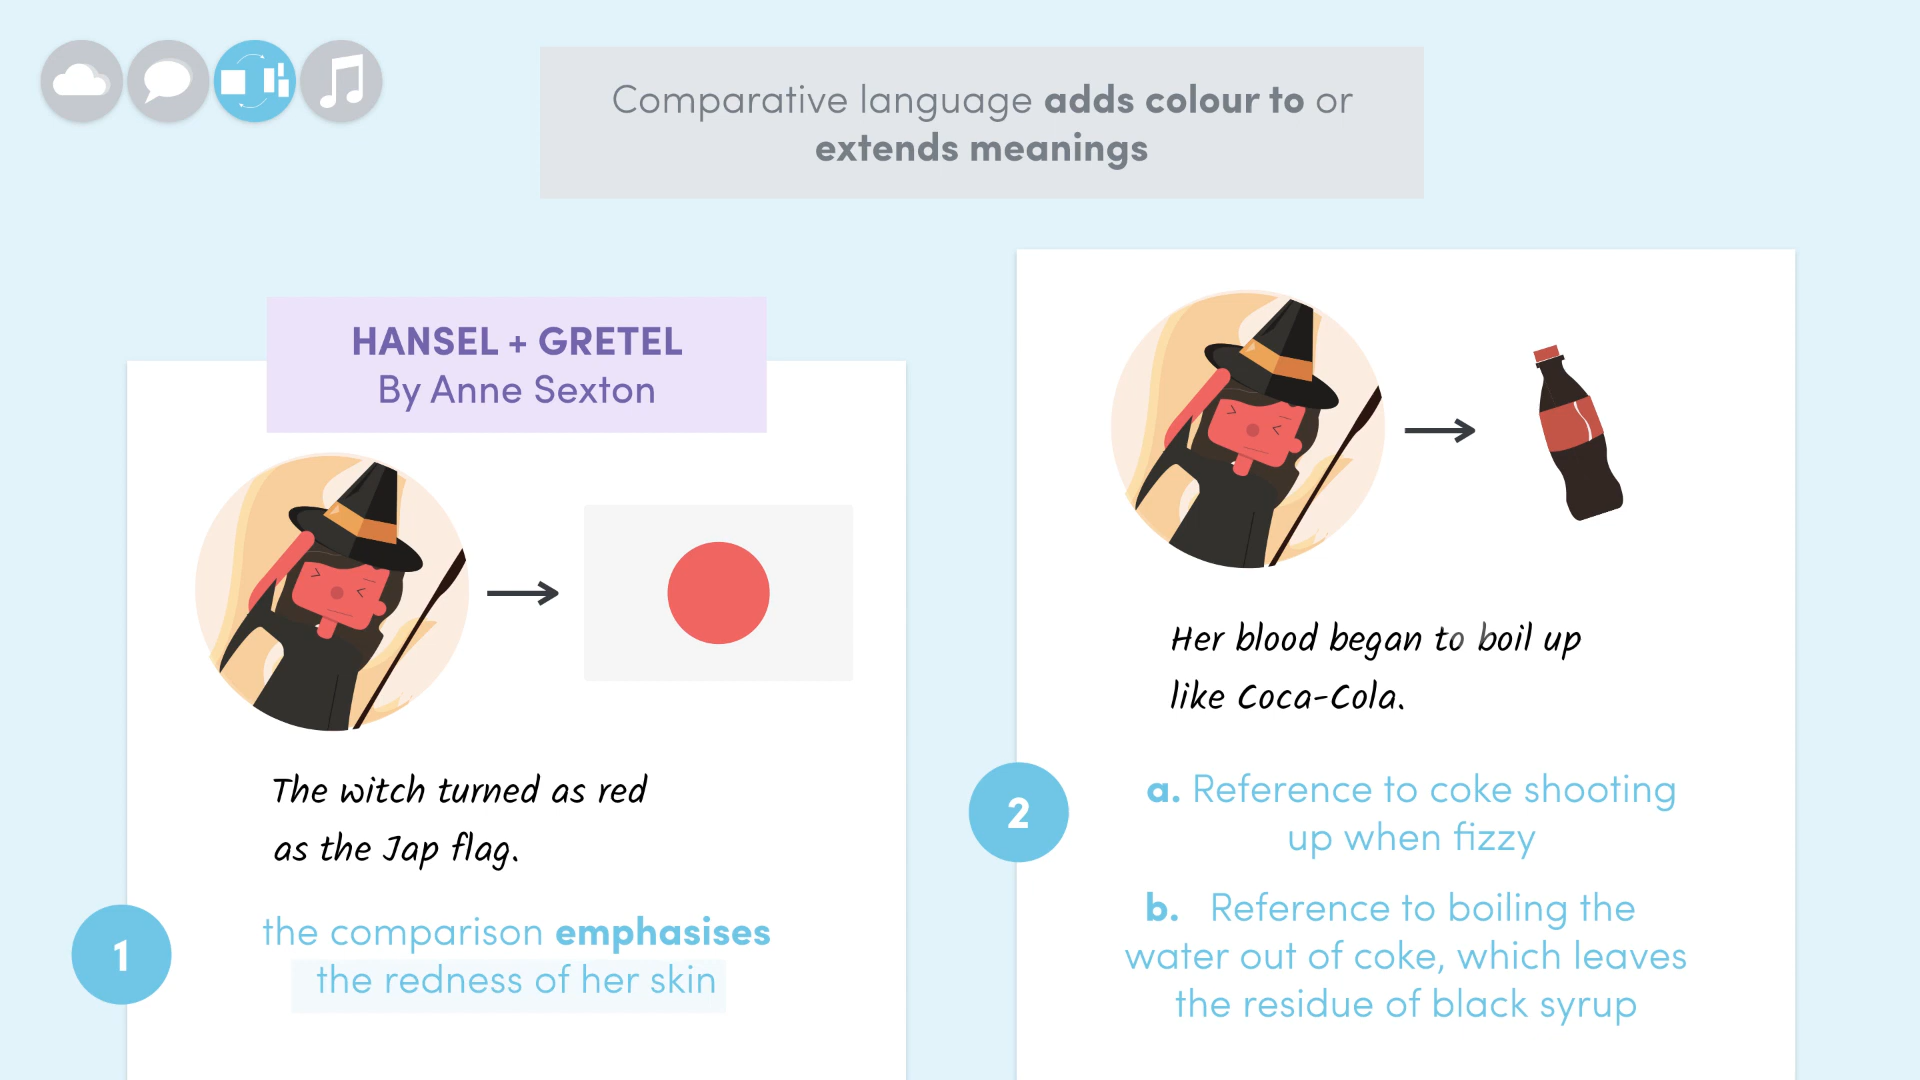 Comparative language adds colour to or
extends meanings
HANSEL + GRETEL
By Anne Sexton
The witch turned as red
as the Jap flag.
1
the comparison emphasises
the redness of her skin
Her blood began to boil up
like Coca-Cola.
2
a. Reference to coke shooting
up when fizzy
b. Reference to boiling the
water out of coke, which leaves
the residue of black syrup